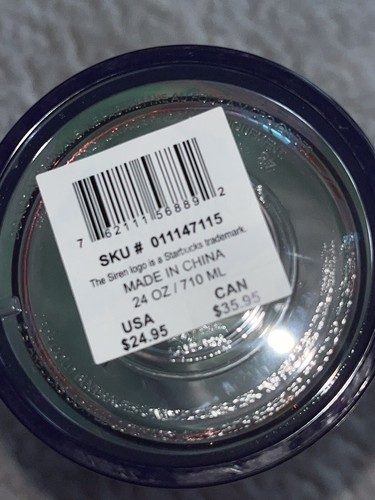 7 62111 56889 2
SKU # 011147115
The Siren logo is a Starbucks trademark.
MADE IN CHINA
24 OZ / 710 ML
USA CAN
$24.95 $35.95